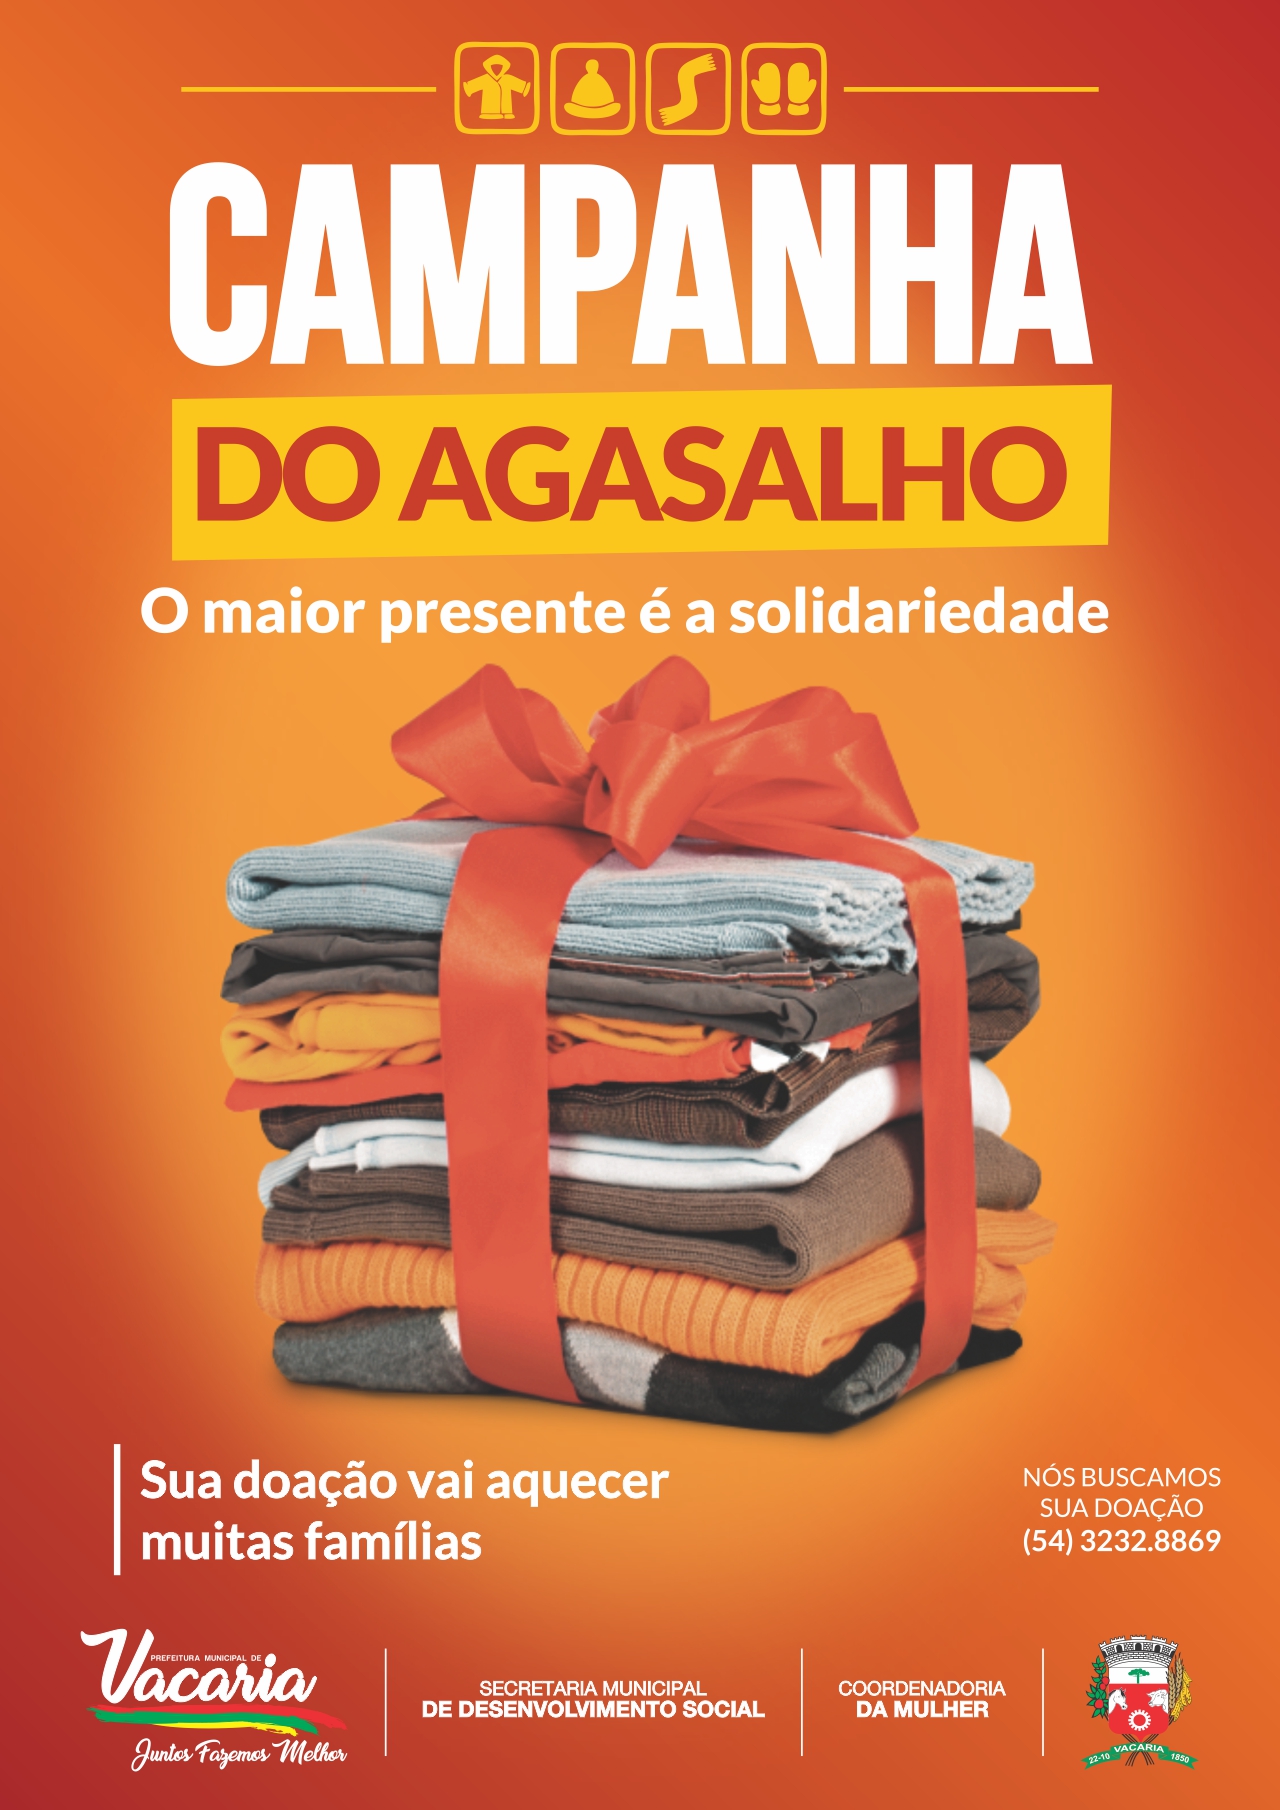 CAMPANHA
DO AGASALHO
O maior presente é a solidariedade
Sua doação vai aquecer
muitas famílias
NÓS BUSCAMOS
SUA DOAÇÃO
(54) 3232.8869
PREFEITURA MUNICIPAL DE
Vacaria
Juntos Fazemos Melhor
SECRETARIA MUNICIPAL
DE DESENVOLVIMENTO SOCIAL
COORDENADORIA
DA MULHER
22-10 VACARIA 1850